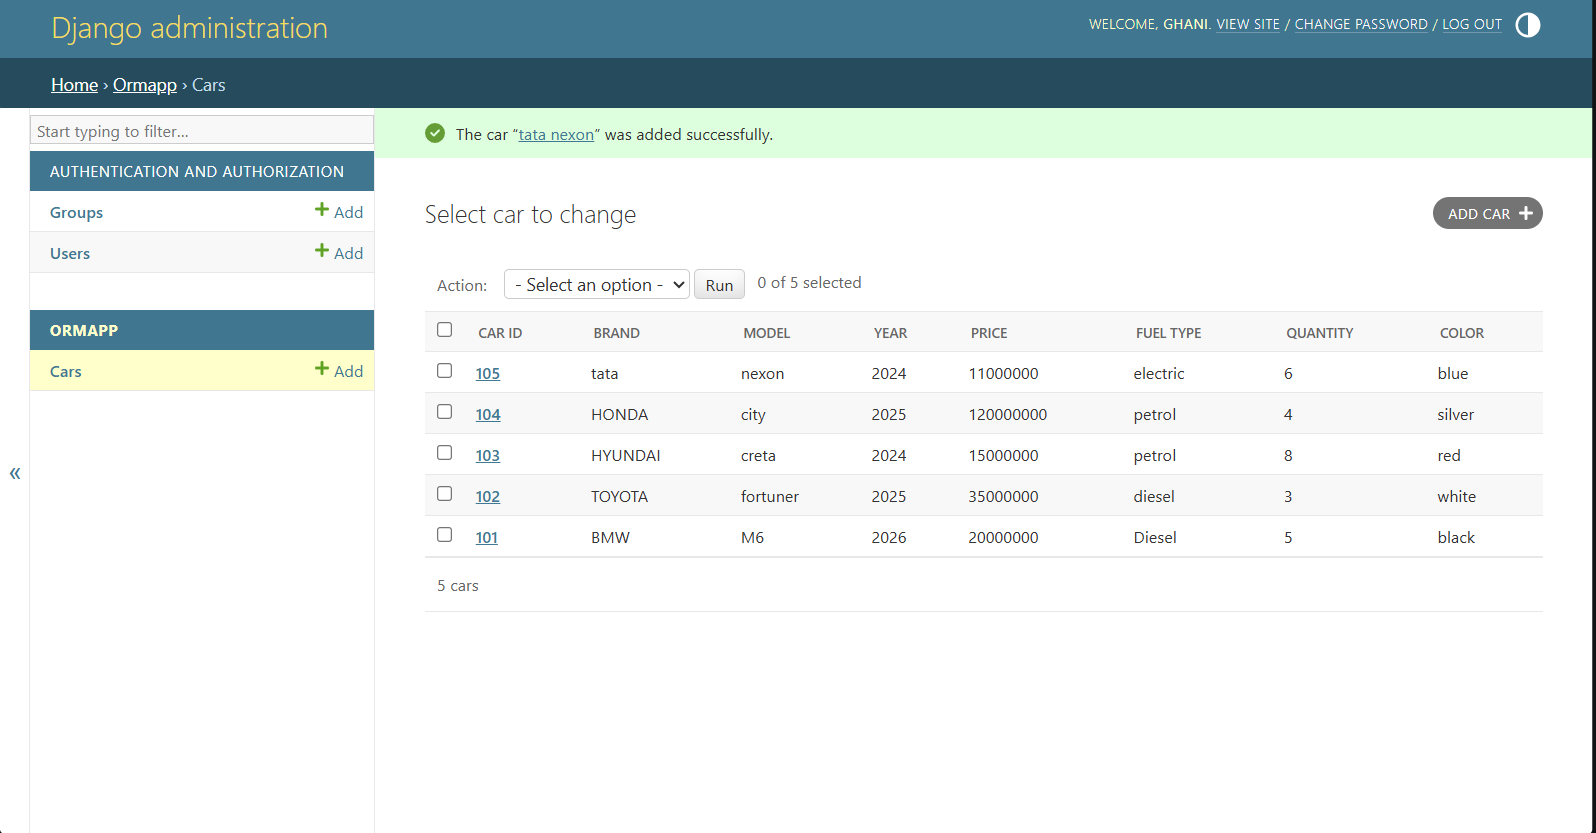 Django administration
WELCOME, GHANI. VIEW SITE / CHANGE PASSWORD / LOG OUT
Home › Ormapp › Cars
Start typing to filter...
AUTHENTICATION AND AUTHORIZATION
Groups + Add
Users + Add
ORMAPP
Cars + Add
«
The car “tata nexon” was added successfully.
Select car to change
ADD CAR +
Action: - Select an option - Run 0 of 5 selected
CAR ID BRAND MODEL YEAR PRICE FUEL TYPE QUANTITY COLOR
105 tata nexon 2024 11000000 electric 6 blue
104 HONDA city 2025 120000000 petrol 4 silver
103 HYUNDAI creta 2024 15000000 petrol 8 red
102 TOYOTA fortuner 2025 35000000 diesel 3 white
101 BMW M6 2026 20000000 Diesel 5 black
5 cars